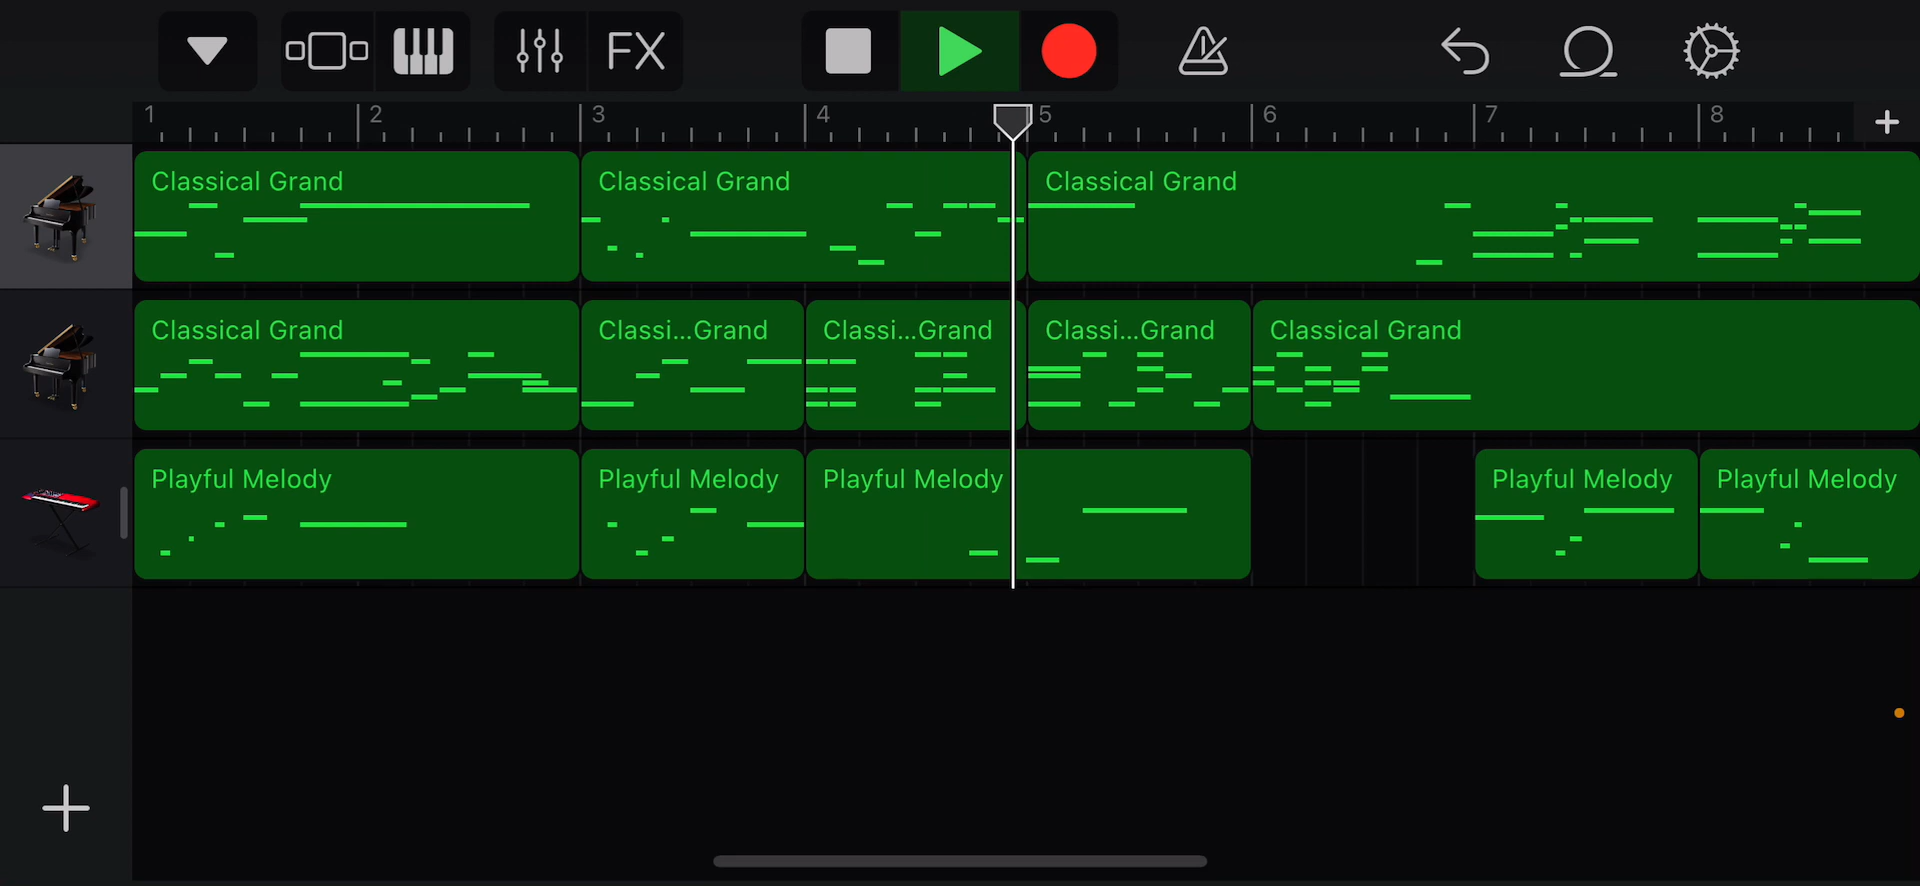 FX
1 2 3 4 5 6 7 8
Classical Grand Classical Grand Classical Grand
Classical Grand Classi...Grand Classi...Grand Classi...Grand Classical Grand
Playful Melody Playful Melody Playful Melody Playful Melody Playful Melody